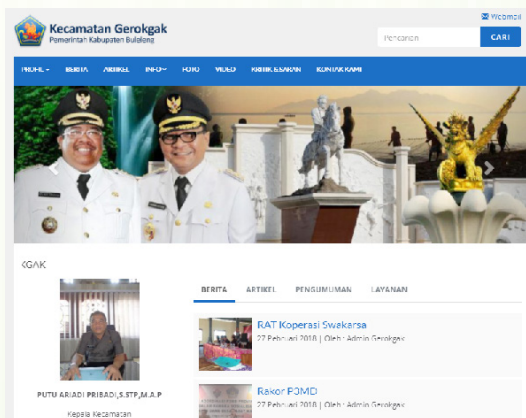 Webmail
Kecamatan Gerokgak
Pemerintah Kabupaten Buleleng
Pencarian
CARI
PROFIL
BERITA
ARTIKEL
INFO
FOTO
VIDEO
KRITIK & SARAN
KONTAK KAMI
KGAK
BERITA
ARTIKEL
PENGUMUMAN
LAYANAN
RAT Koperasi Swakarsa
27 Pebruari 2018 | Oleh : Admin Gerokgak
PUTU ARIADI PRIBADI,S.STP,M.A.P
Kepala Kecamatan
Rakor P3MD
27 Pebruari 2018 | Oleh : Admin Gerokgak